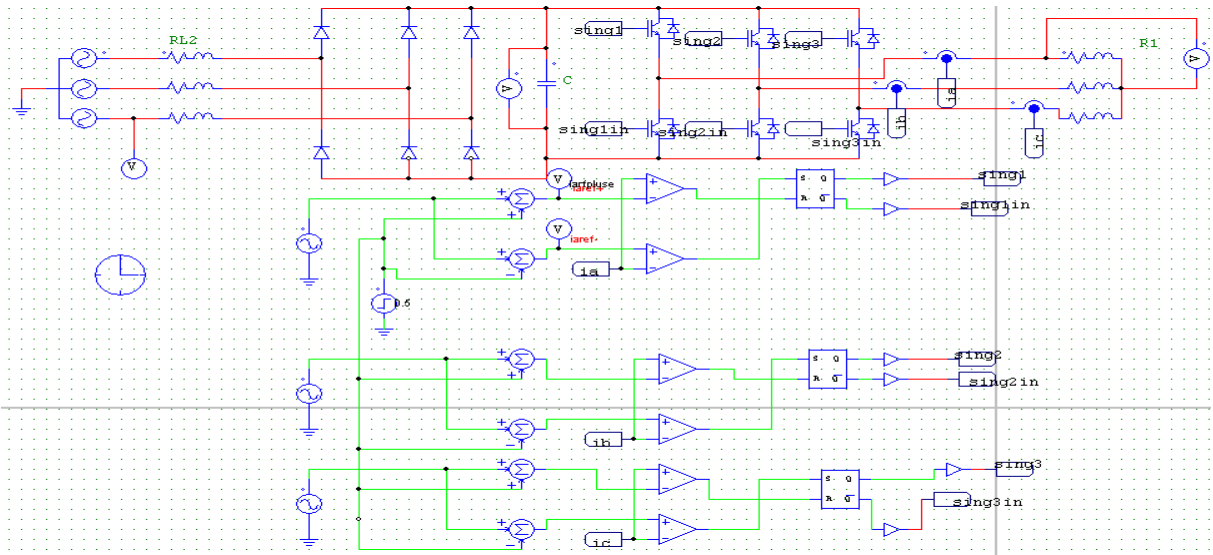 RL2
sing1
sing2
sing3
R1
V
V
C
ia
ib
ic
sing1in
sing2in
sing3in
V
V
iarfpluse
iaref+
S Q
R Q
sing1
sing1in
V
iaref-
ia
0.5
S Q
R Q
sing2
sing2in
ib
S Q
R Q
sing3
sing3in
ic